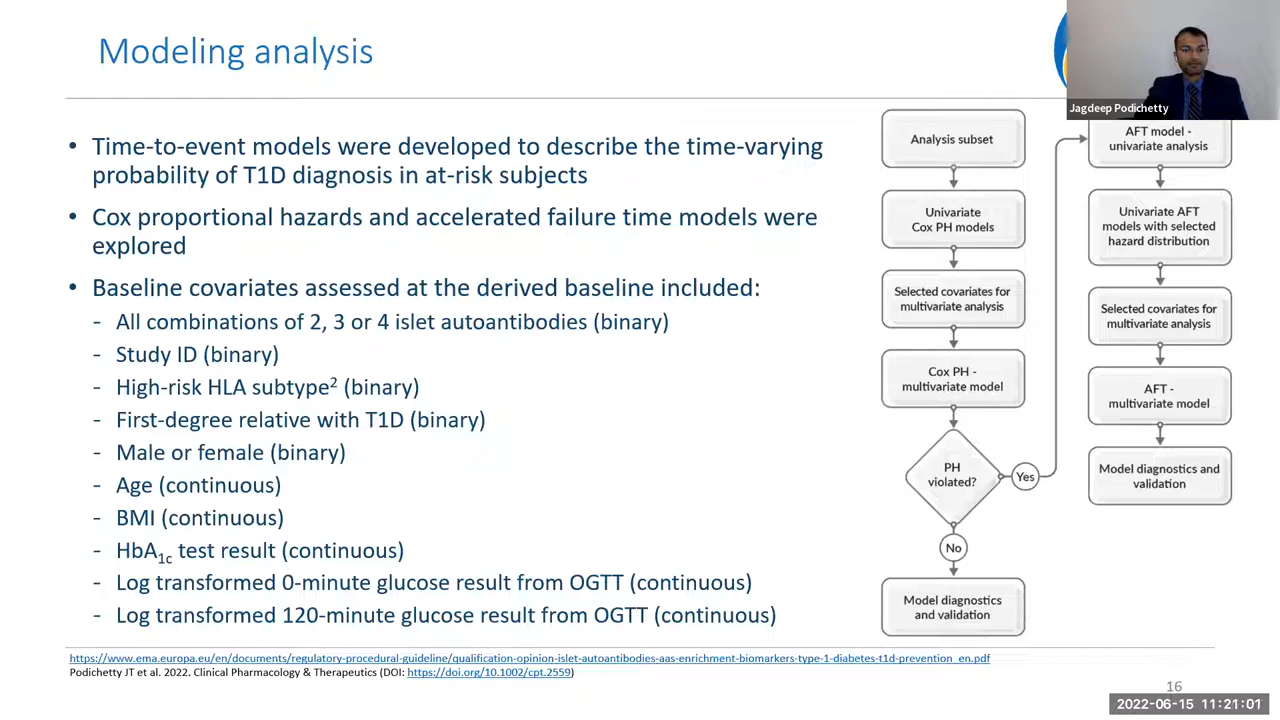 Modeling analysis
Jagdeep Podichetty
• Time-to-event models were developed to describe the time-varying
probability of T1D diagnosis in at-risk subjects
• Cox proportional hazards and accelerated failure time models were
explored
• Baseline covariates assessed at the derived baseline included:
- All combinations of 2, 3 or 4 islet autoantibodies (binary)
- Study ID (binary)
- High-risk HLA subtype² (binary)
- First-degree relative with T1D (binary)
- Male or female (binary)
- Age (continuous)
- BMI (continuous)
- HbA₁c test result (continuous)
- Log transformed 0-minute glucose result from OGTT (continuous)
- Log transformed 120-minute glucose result from OGTT (continuous)
Analysis subset
Univariate
Cox PH models
Selected covariates for
multivariate analysis
Cox PH -
multivariate model
PH
violated?
Yes
No
Model diagnostics
and validation
AFT model -
univariate analysis
Univariate AFT
models with selected
hazard distribution
Selected covariates for
multivariate analysis
AFT -
multivariate model
Model diagnostics and
validation
https://www.ema.europa.eu/en/documents/regulatory-procedural-guideline/qualification-opinion-islet-autoantibodies-aas-enrichment-biomarkers-type-1-diabetes-t1d-prevention_en.pdf
Podichetty JT et al. 2022. Clinical Pharmacology & Therapeutics (DOI: https://doi.org/10.1002/cpt.2559)
16
2022-06-15 11:21:01